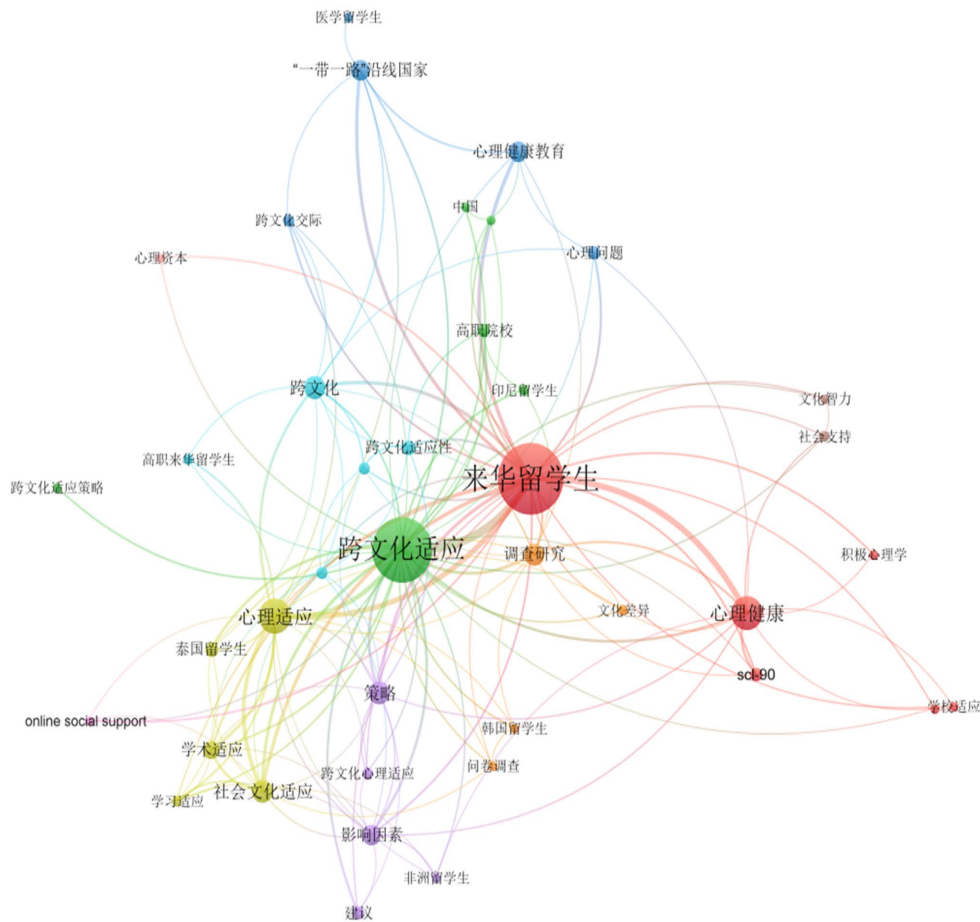 医学留学生
“一带一路”沿线国家
心理健康教育
中国
跨文化交际
心理问题
心理资本
高职院校
跨文化
印尼留学生
文化智力
社会支持
跨文化适应性
高职来华留学生
来华留学生
跨文化适应策略
跨文化适应
调查研究
积极心理学
文化差异
心理适应
心理健康
泰国留学生
scl-90
策略
学校适应
online social support
韩国留学生
学术适应
问卷调查
跨文化心理适应
社会文化适应
学习适应
影响因素
非洲留学生
建议